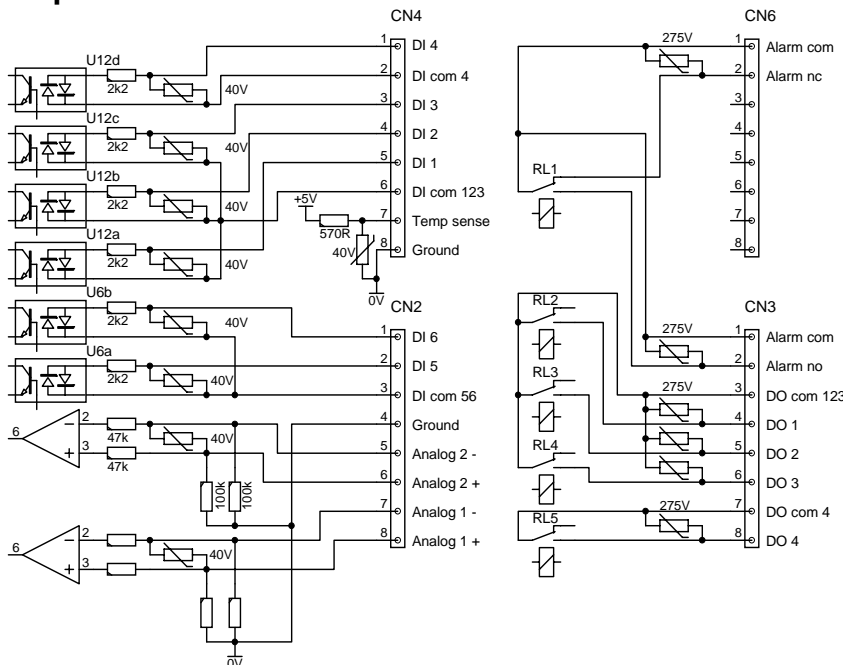 CN4
CN6
U12d
2k2
40V
U12c
2k2
40V
U12b
2k2
40V
U12a
2k2
40V
U6b
2k2
40V
U6a
2k2
40V
1 DI 4
2 DI com 4
3 DI 3
4 DI 2
5 DI 1
6 DI com 123
7 Temp sense
8 Ground
+5V
570R
40V
0V
CN2
1 DI 6
2 DI 5
3 DI com 56
4 Ground
5 Analog 2 -
6 Analog 2 +
7 Analog 1 -
8 Analog 1 +
6
2
3
47k
47k
40V
100k
100k
6
2
3
40V
0V
275V
1 Alarm com
2 Alarm nc
3
4
5
6
7
8
RL1
CN3
RL2
RL3
RL4
RL5
275V
1 Alarm com
2 Alarm no
275V
3 DO com 123
4 DO 1
5 DO 2
6 DO 3
275V
7 DO com 4
8 DO 4